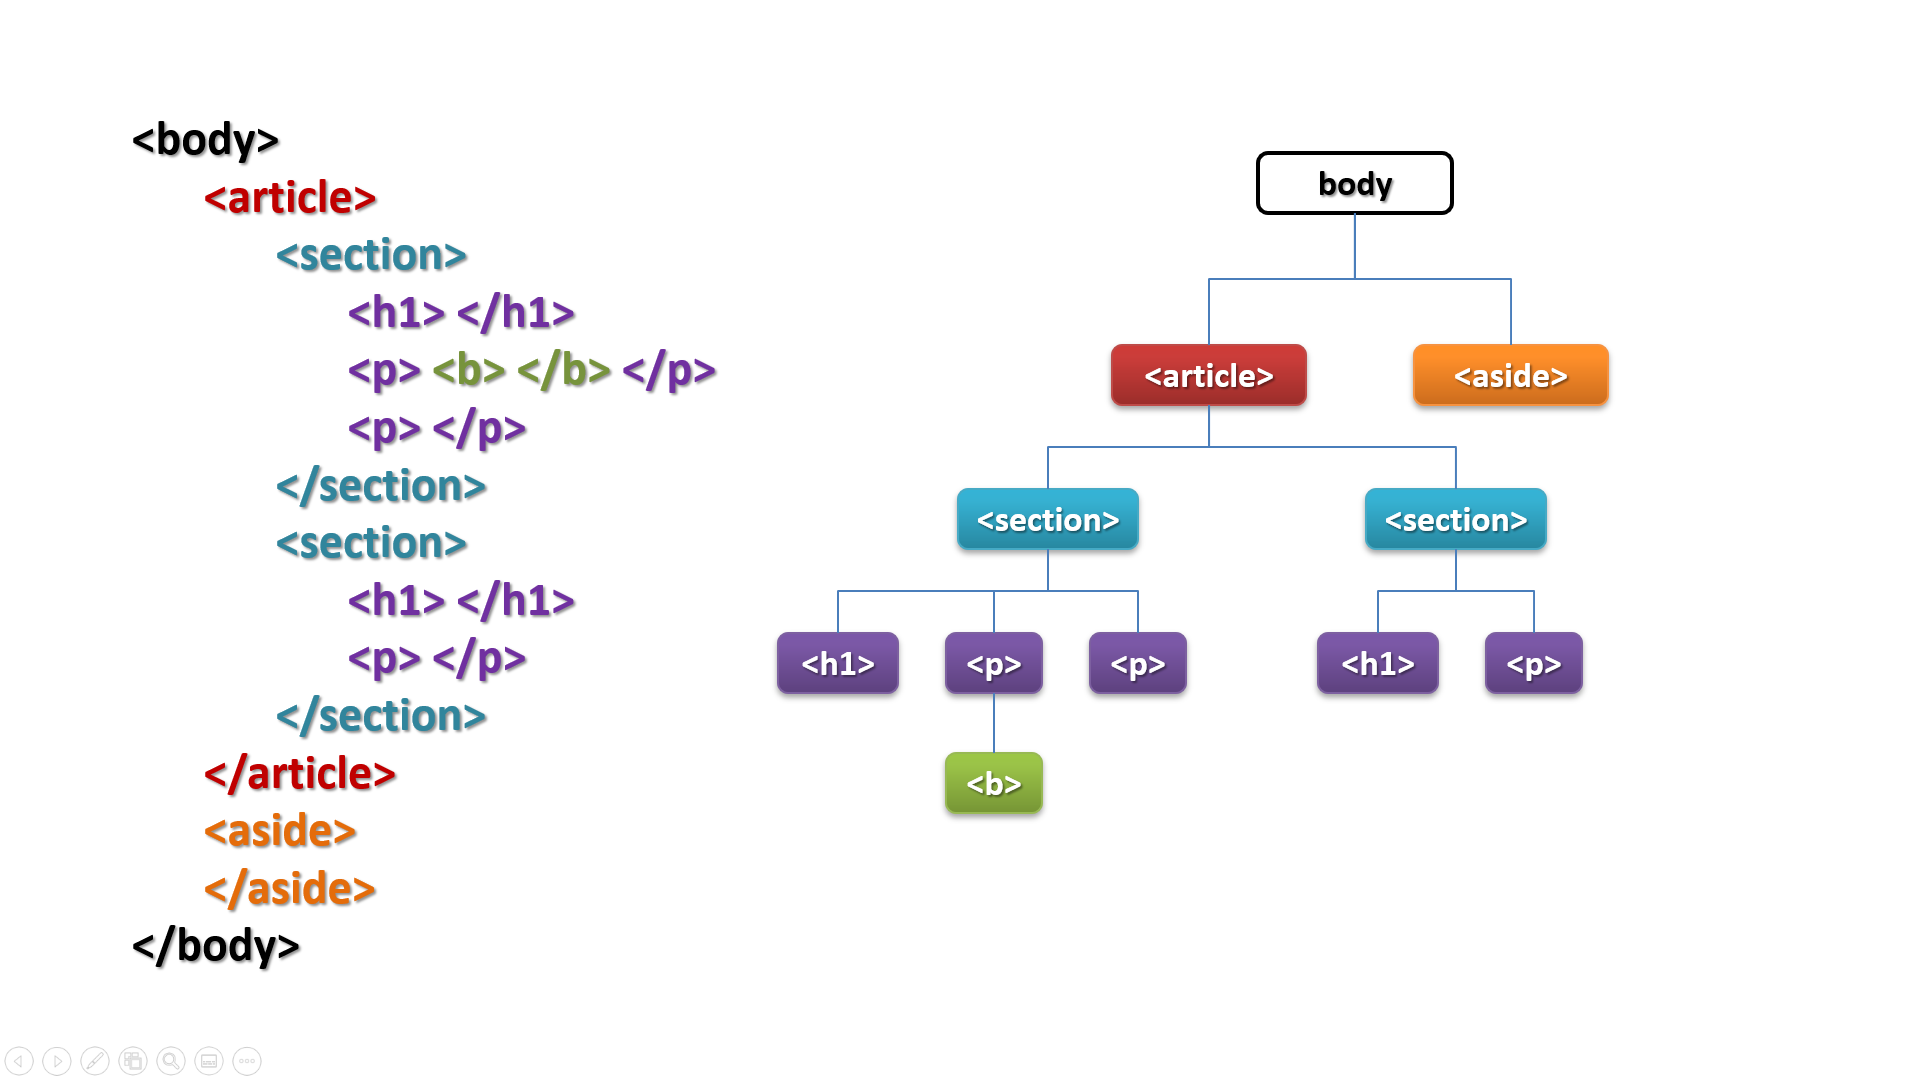 <body>
<article>
<section>
<h1> </h1>
<p> <b> </b> </p>
<p> </p>
</section>
<section>
<h1> </h1>
<p> </p>
</section>
</article>
<aside>
</aside>
</body>
body
<article>
<aside>
<section>
<section>
<h1>
<p>
<p>
<h1>
<p>
<b>